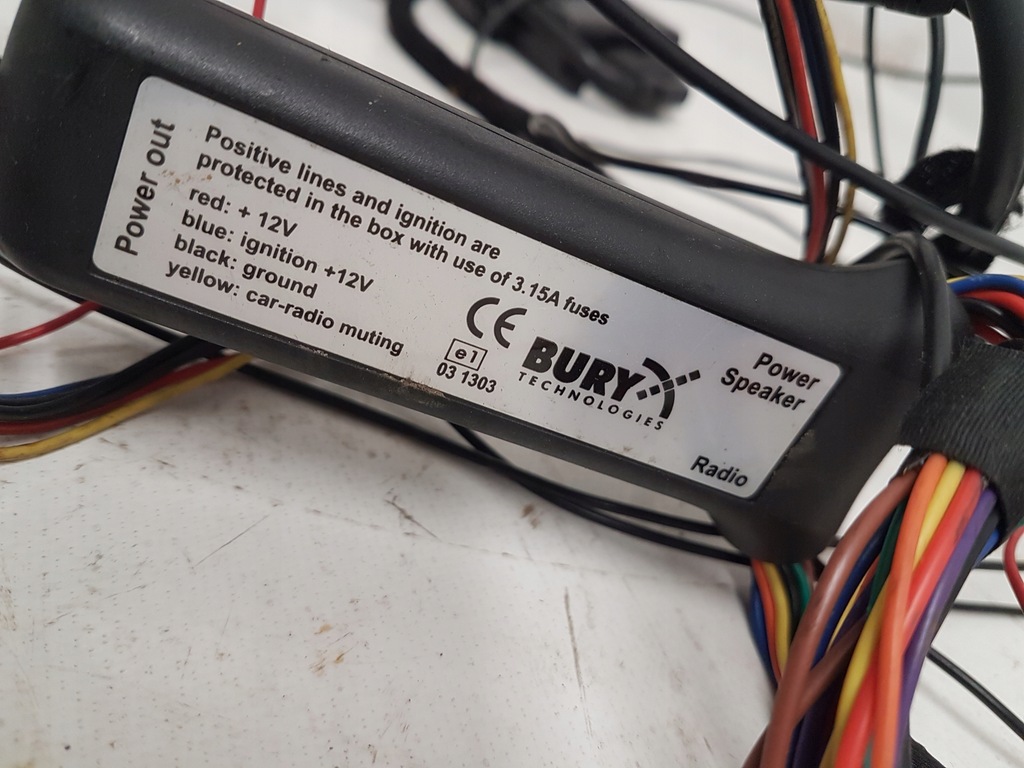 Power out
Positive lines and ignition are
protected in the box with use of 3.15A fuses
red: + 12V
blue: ignition +12V
black: ground
yellow: car-radio muting
CE
e1
03 1303
BURY
TECHNOLOGIES
Power
Speaker
Radio